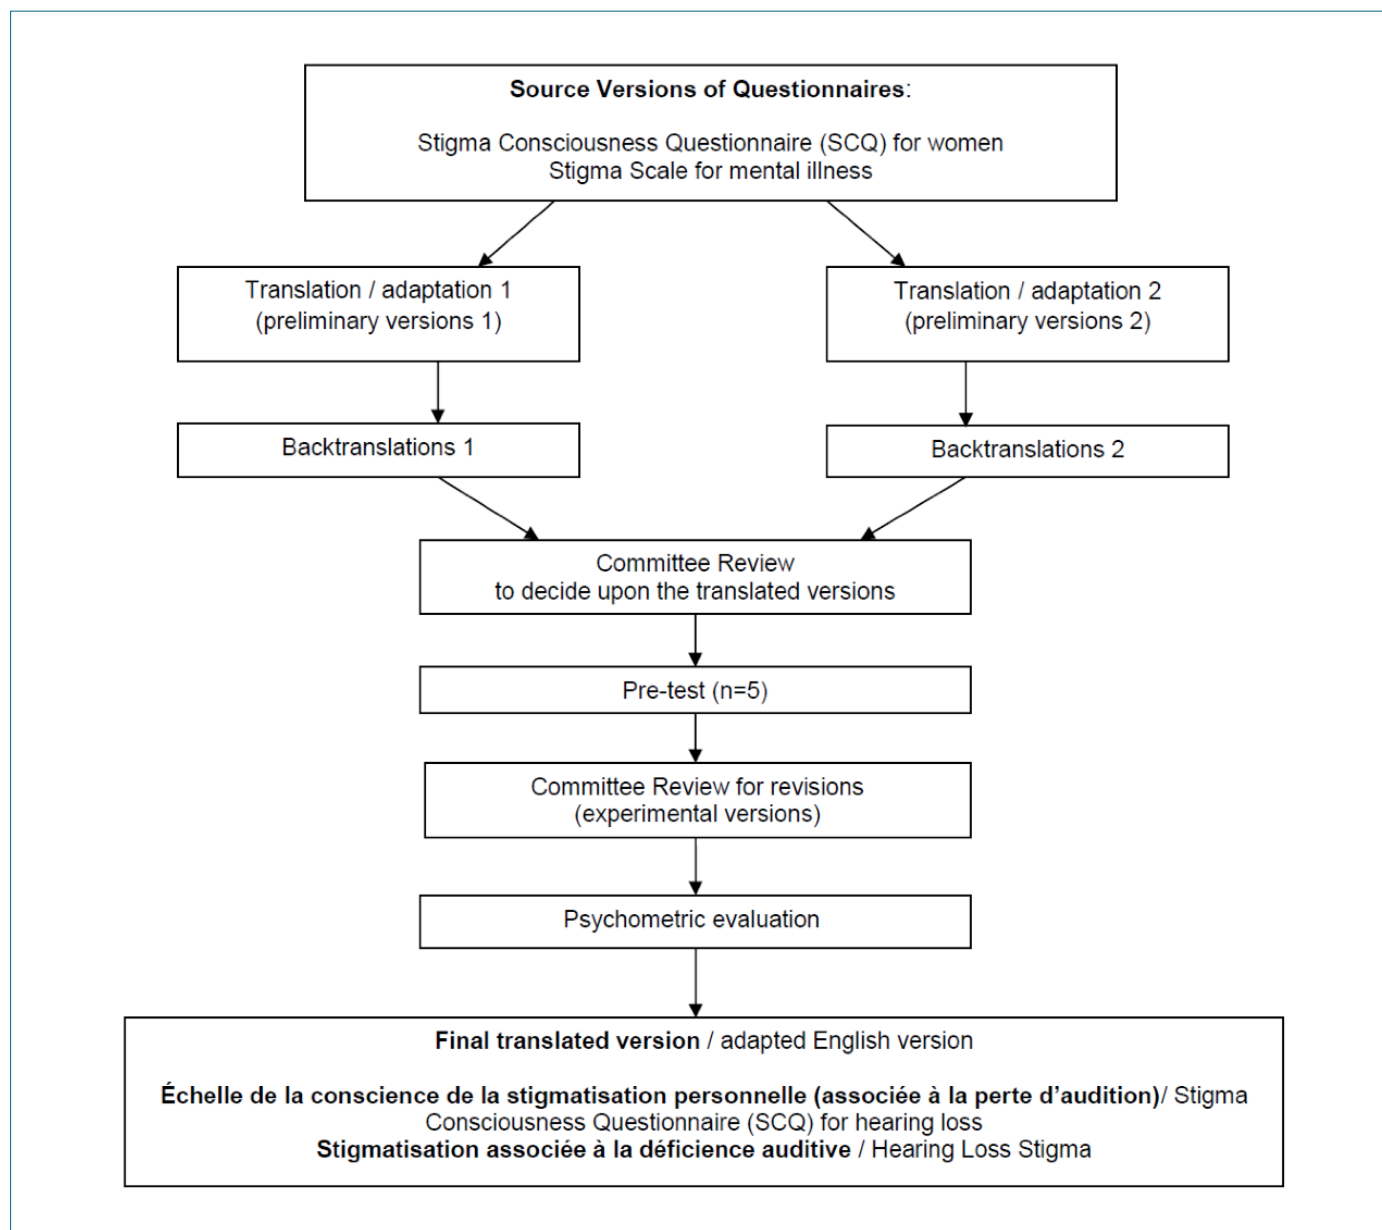 Source Versions of Questionnaires:
Stigma Consciousness Questionnaire (SCQ) for women
Stigma Scale for mental illness
Translation / adaptation 1
(preliminary versions 1)
Translation / adaptation 2
(preliminary versions 2)
Backtranslations 1
Backtranslations 2
Committee Review
to decide upon the translated versions
Pre-test (n=5)
Committee Review for revisions
(experimental versions)
Psychometric evaluation
Final translated version / adapted English version
Échelle de la conscience de la stigmatisation personnelle (associée à la perte d'audition)/ Stigma
Consciousness Questionnaire (SCQ) for hearing loss
Stigmatisation associée à la déficience auditive / Hearing Loss Stigma